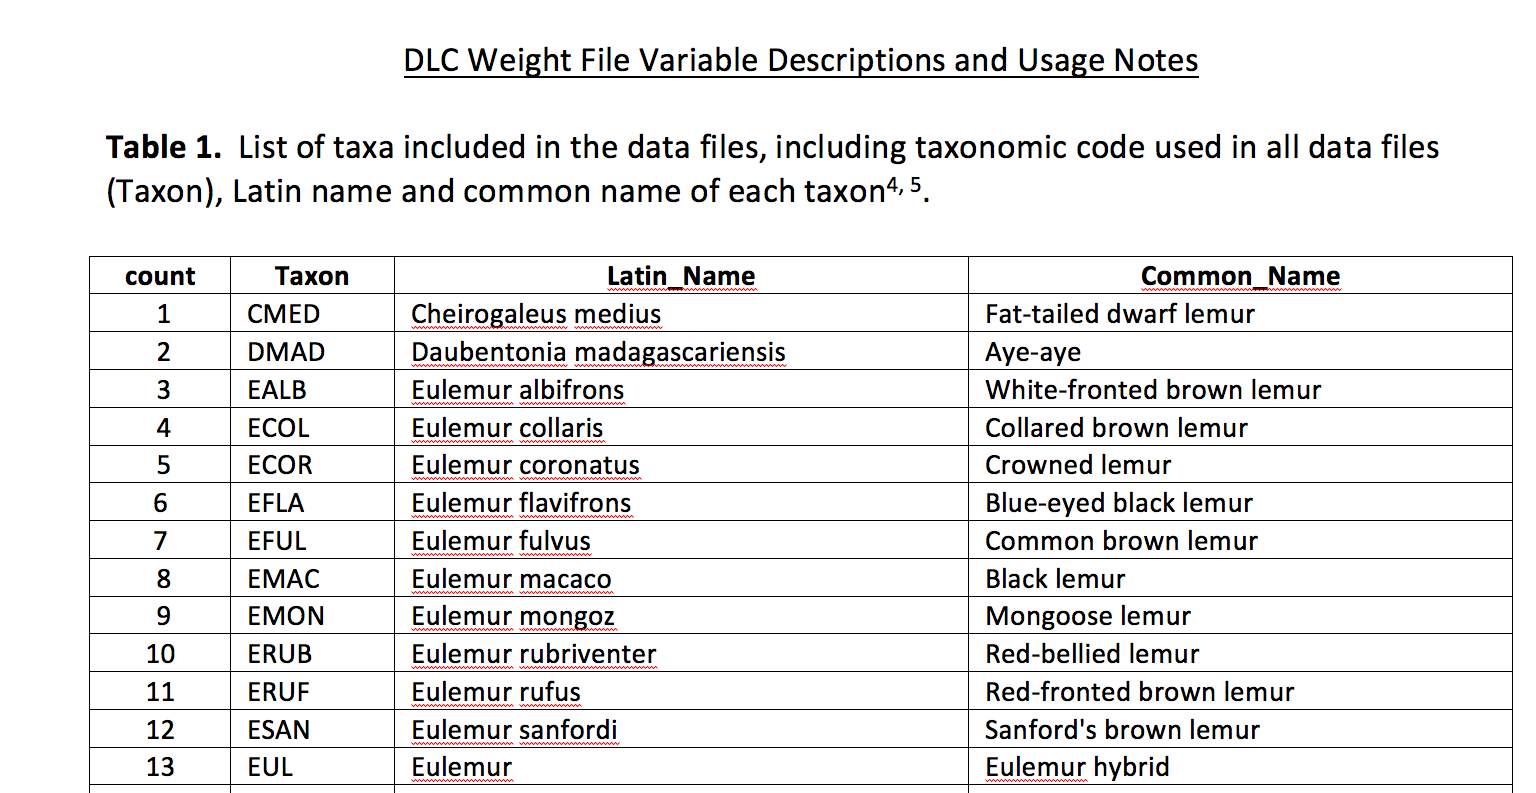 DLC Weight File Variable Descriptions and Usage Notes
Table 1. List of taxa included in the data files, including taxonomic code used in all data files
(Taxon), Latin name and common name of each taxon4, 5.
count Taxon Latin_Name Common_Name
1 CMED Cheirogaleus medius Fat-tailed dwarf lemur
2 DMAD Daubentonia madagascariensis Aye-aye
3 EALB Eulemur albifrons White-fronted brown lemur
4 ECOL Eulemur collaris Collared brown lemur
5 ECOR Eulemur coronatus Crowned lemur
6 EFLA Eulemur flavifrons Blue-eyed black lemur
7 EFUL Eulemur fulvus Common brown lemur
8 EMAC Eulemur macaco Black lemur
9 EMON Eulemur mongoz Mongoose lemur
10 ERUB Eulemur rubriventer Red-bellied lemur
11 ERUF Eulemur rufus Red-fronted brown lemur
12 ESAN Eulemur sanfordi Sanford's brown lemur
13 EUL Eulemur Eulemur hybrid